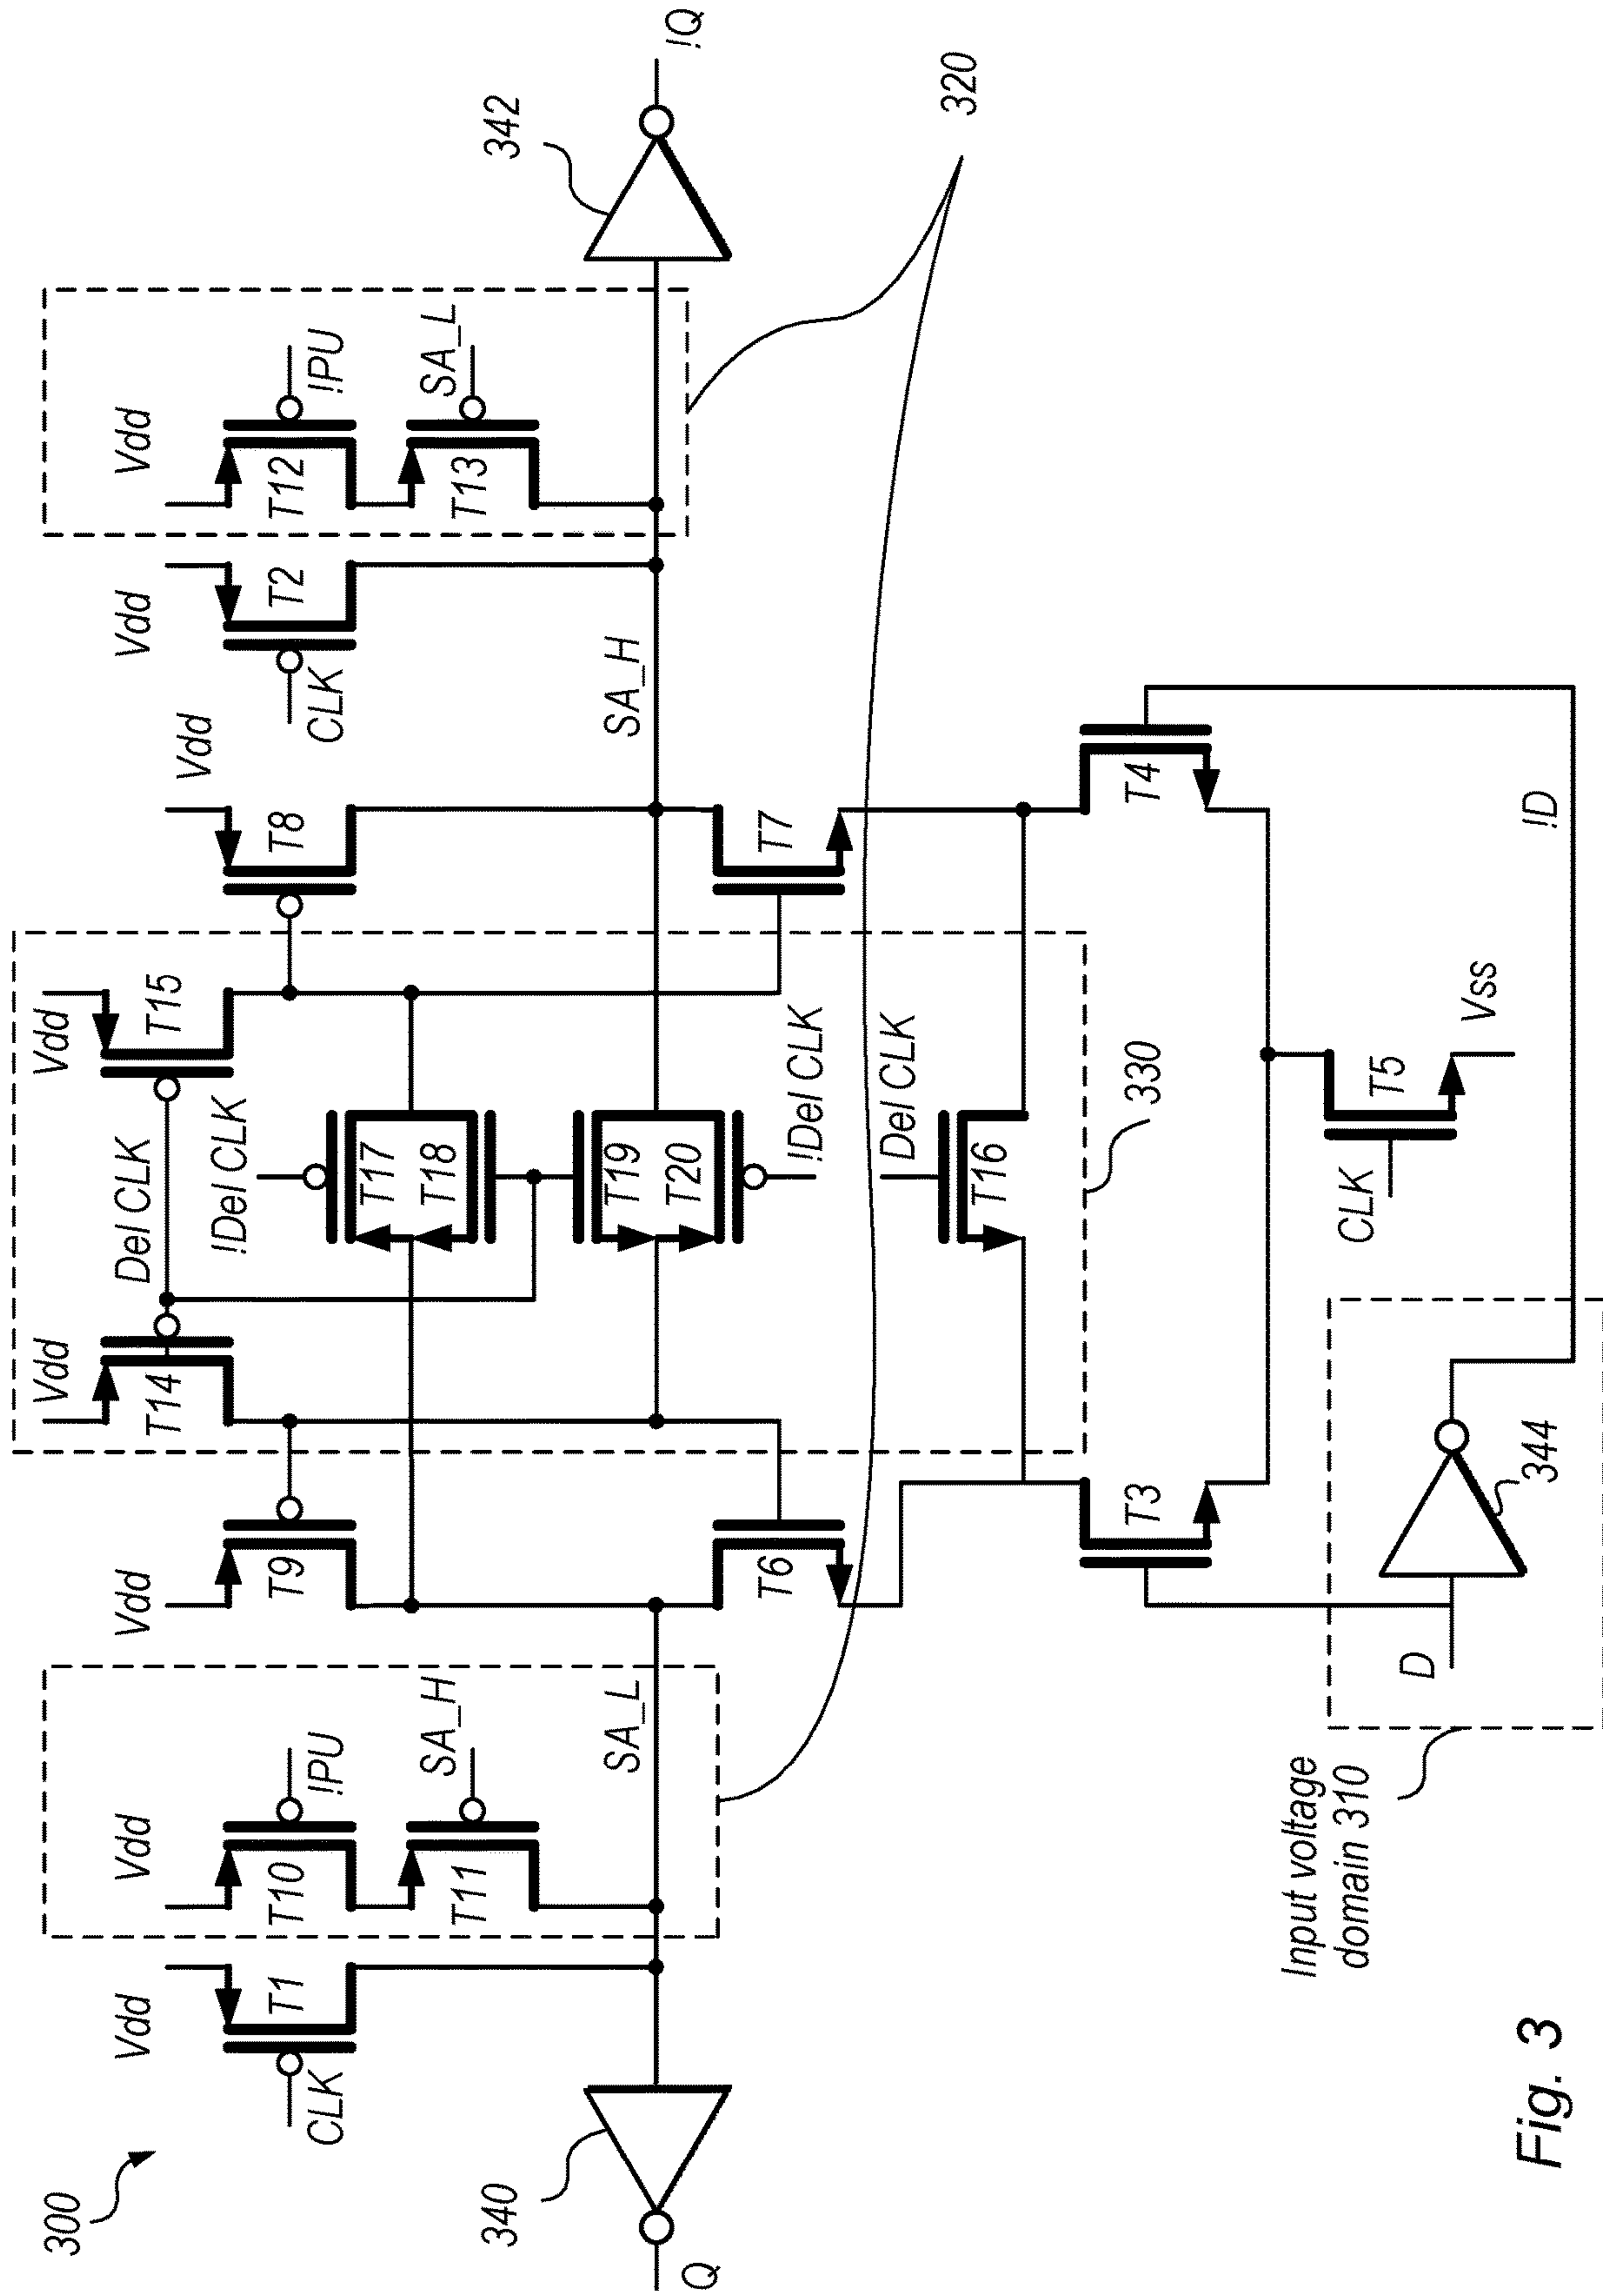 300
Vdd
CLK
T1
Vdd
T10
!PU
T11
SA_H
SA_L
340
Q
Vdd
T9
T6
Vdd
T14
Del CLK
!Del CLK
T17
T18
T19
T20
!Del CLK
Del CLK
T16
330
Vdd
T15
Vdd
T8
T7
SA_H
Vdd
CLK
T2
Vdd
T12
!PU
T13
SA_L
342
!Q
320
T3
T4
CLK
T5
Vss
D
344
!D
Input voltage
domain 310
Fig. 3